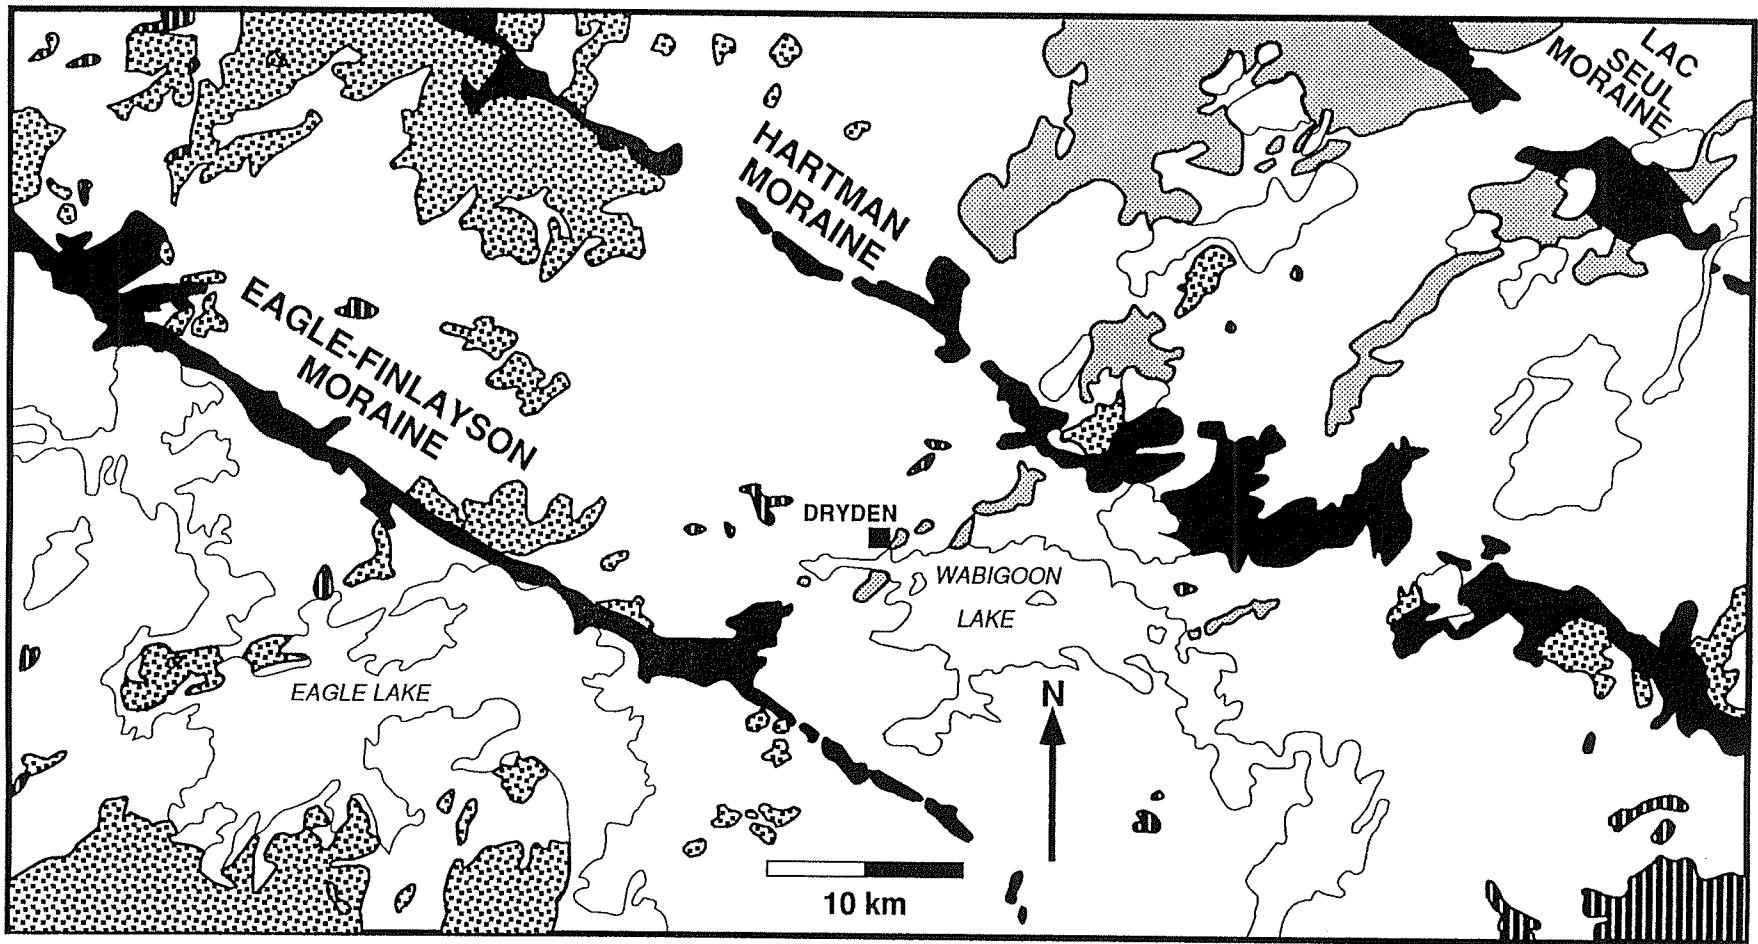 LAC
SEUL
MORAINE
HARTMAN
MORAINE
EAGLE-FINLAYSON
MORAINE
DRYDEN
WABIGOON
LAKE
EAGLE LAKE
N
10 km